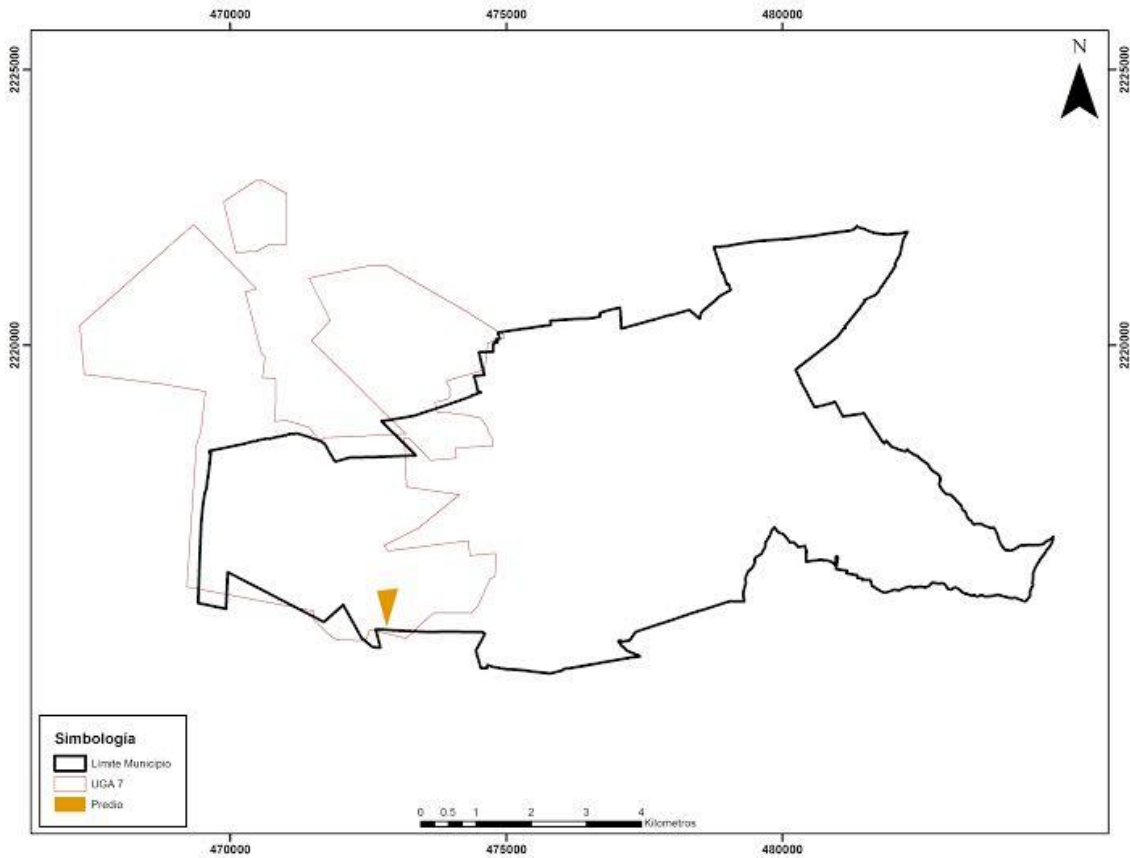 470000 475000 480000
2225000 2225000
N
2220000 2220000
Simbología
Límite Municipio
UGA 7
Predio
0 0.5 1 2 3 4
Kilometros
470000 475000 480000